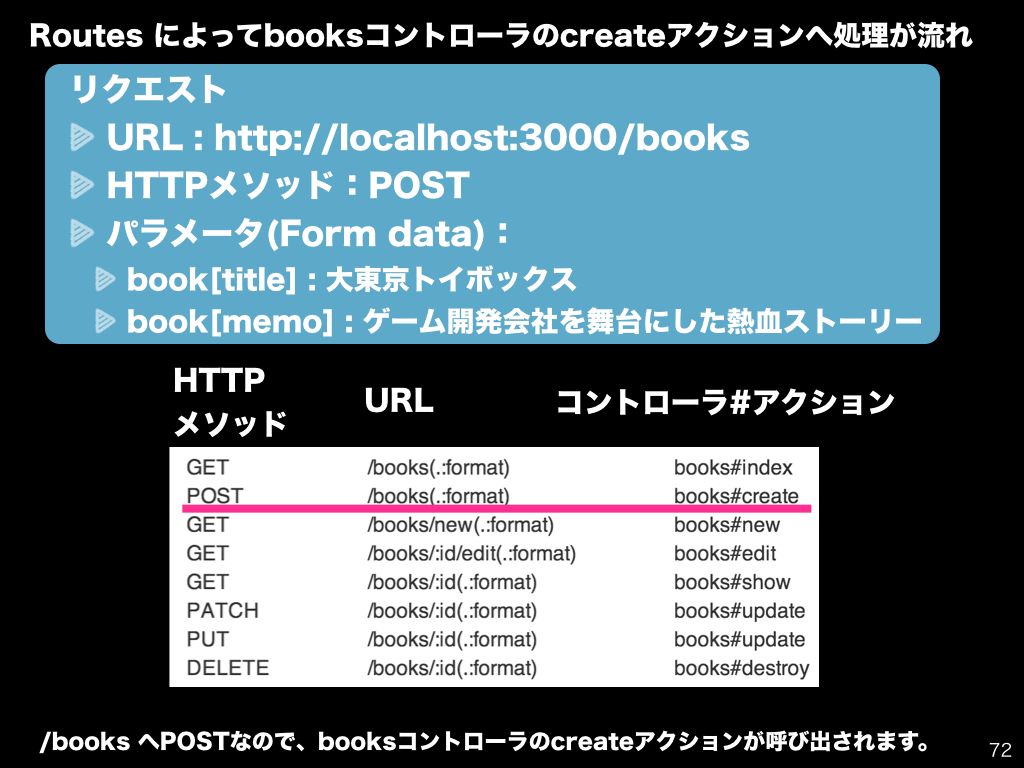 Routes によってbooksコントローラのcreateアクションへ処理が流れ
リクエスト
URL : http://localhost:3000/books
HTTPメソッド：POST
パラメータ(Form data)：
book[title] : 大東京トイボックス
book[memo] : ゲーム開発会社を舞台にした熱血ストーリー
HTTP
メソッド
URL
コントローラ#アクション
GET /books(.:format) books#index
POST /books(.:format) books#create
GET /books/new(.:format) books#new
GET /books/:id/edit(.:format) books#edit
GET /books/:id(.:format) books#show
PATCH /books/:id(.:format) books#update
PUT /books/:id(.:format) books#update
DELETE /books/:id(.:format) books#destroy
/books へPOSTなので、booksコントローラのcreateアクションが呼び出されます。
72